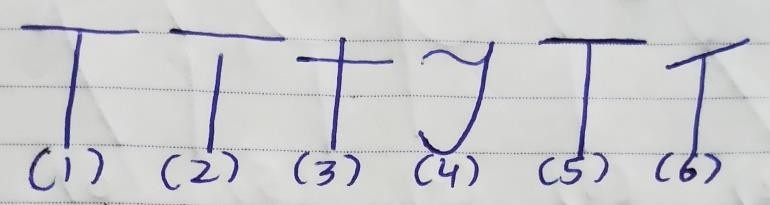 T T T Y T T
(1) (2) (3) (4) (5) (6)